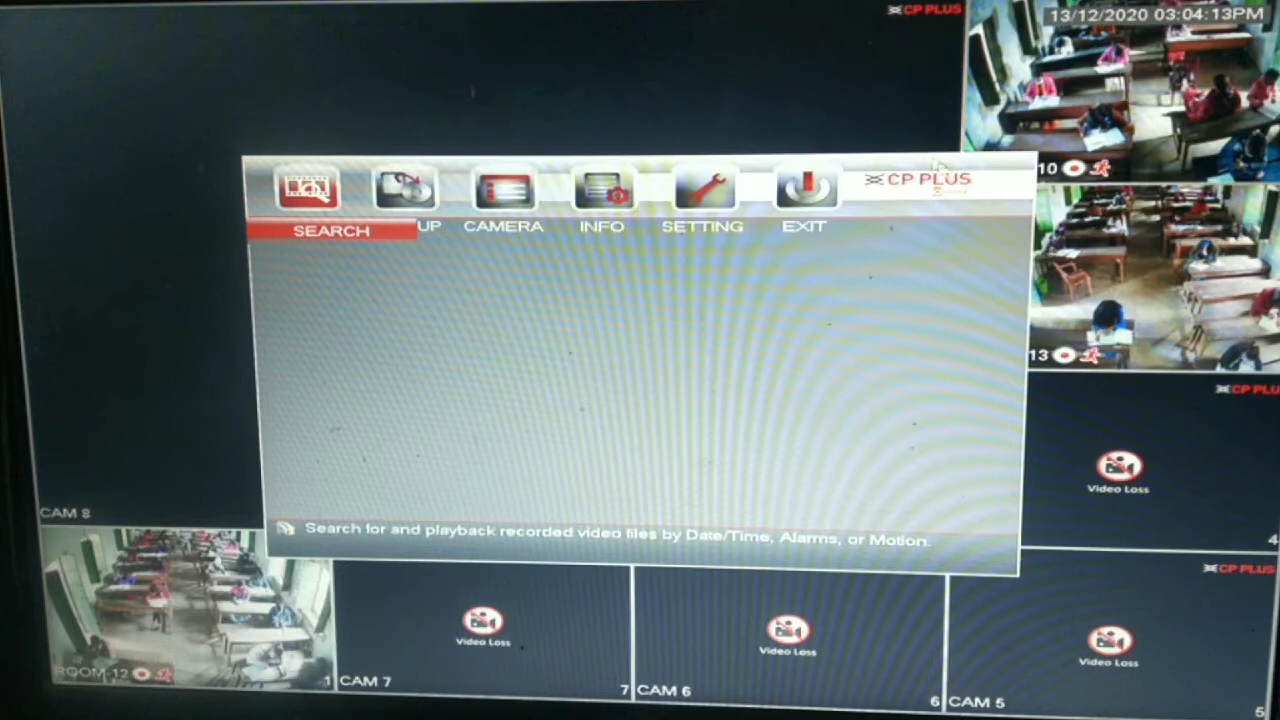 CP PLUS
13/12/2020 03:04:13PM
10
CP PLUS
SEARCH
UP
CAMERA
INFO
SETTING
EXIT
13
CP PLU
Video Loss
4
CAM 8
Search for and playback recorded video files by Date/Time, Alarms, or Motion.
CP PLUS
Video Loss
Video Loss
Video Loss
ROOM-12
1
CAM 7
7
CAM 6
6
CAM 5
5